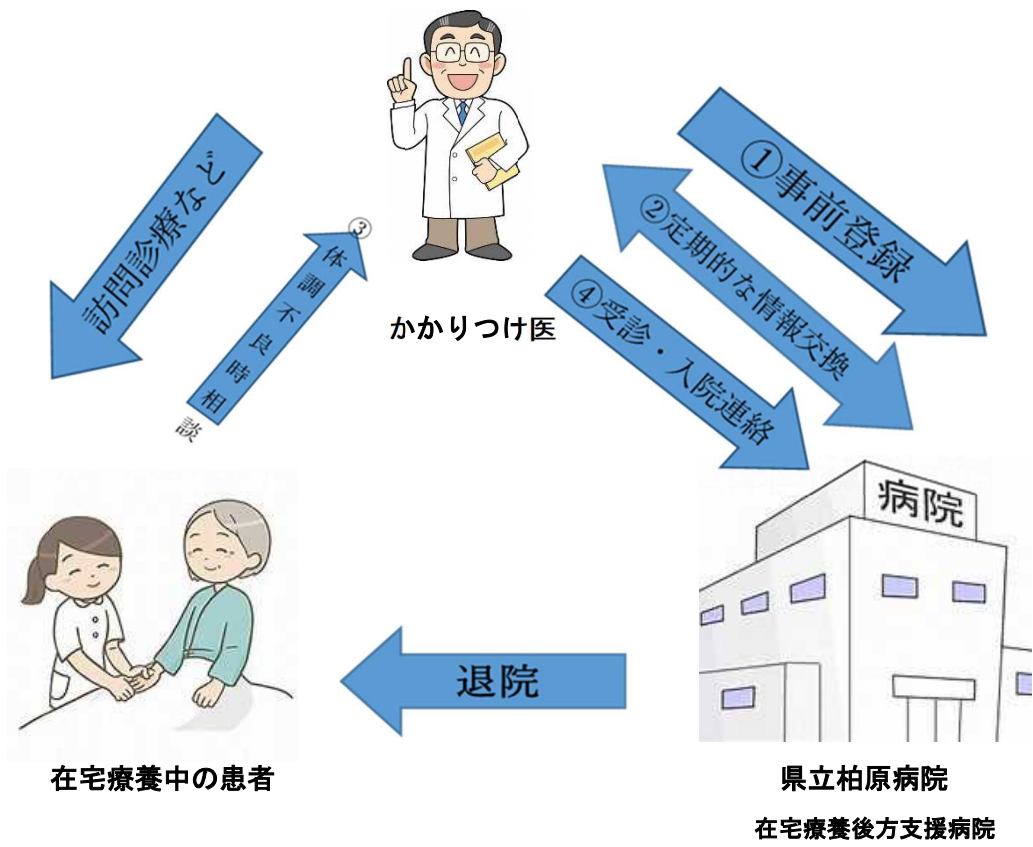 ①事前登録
②定期的な情報交換
④受診・入院連絡
訪問診療など
③体調不良時相談
かかりつけ医
病院
退院
在宅療養中の患者
県立柏原病院
在宅療養後方支援病院